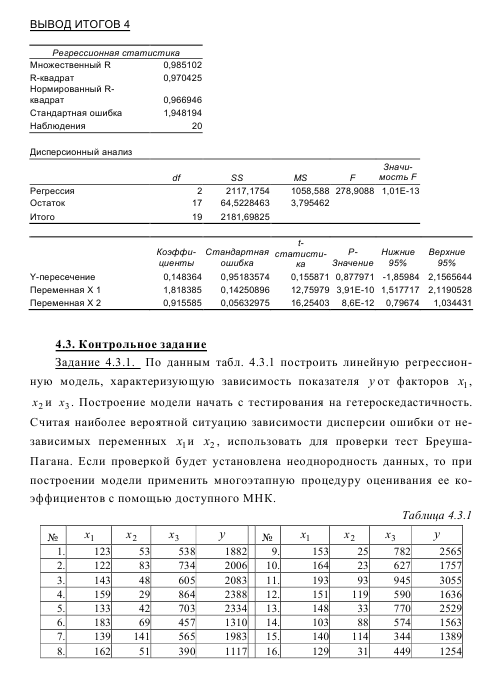 ВЫВОД ИТОГОВ 4
Регрессионная статистика
Множественный R 0,985102
R-квадрат 0,970425
Нормированный R-
квадрат 0,966946
Стандартная ошибка 1,948194
Наблюдения 20
Дисперсионный анализ
df SS MS F Значи-
мость F
Регрессия 2 2117,1754 1058,588 278,9088 1,01E-13
Остаток 17 64,5228463 3,795462
Итого 19 2181,69825
Коэффи-
циенты Стандартная
ошибка t-
статисти-
ка P-
Значение Нижние
95% Верхние
95%
Y-пересечение 0,148364 0,95183574 0,155871 0,877971 -1,85984 2,1565644
Переменная X 1 1,818385 0,14250896 12,75979 3,91E-10 1,517717 2,1190528
Переменная X 2 0,915585 0,05632975 16,25403 8,6E-12 0,79674 1,034431
4.3. Контрольное задание
Задание 4.3.1. По данным табл. 4.3.1 построить линейную регрессион-
ную модель, характеризующую зависимость показателя y от факторов x1,
x2 и x3. Построение модели начать с тестирования на гетероскедастичность.
Считая наиболее вероятной ситуацию зависимости дисперсии ошибки от не-
зависимых переменных x1 и x2, использовать для проверки тест Бреуша-
Пагана. Если проверкой будет установлена неоднородность данных, то при
построении модели применить многоэтапную процедуру оценивания ее ко-
эффициентов с помощью доступного МНК.
Таблица 4.3.1
№ x1 x2 x3 y № x1 x2 x3 y
1. 123 53 538 1882 9. 153 25 782 2565
2. 122 83 734 2006 10. 164 23 627 1757
3. 143 48 605 2083 11. 193 93 945 3055
4. 159 29 864 2388 12. 151 119 590 1636
5. 133 42 703 2334 13. 148 33 770 2529
6. 183 69 457 1310 14. 103 88 574 1563
7. 139 141 565 1983 15. 140 114 344 1389
8. 162 51 390 1117 16. 129 31 449 1254